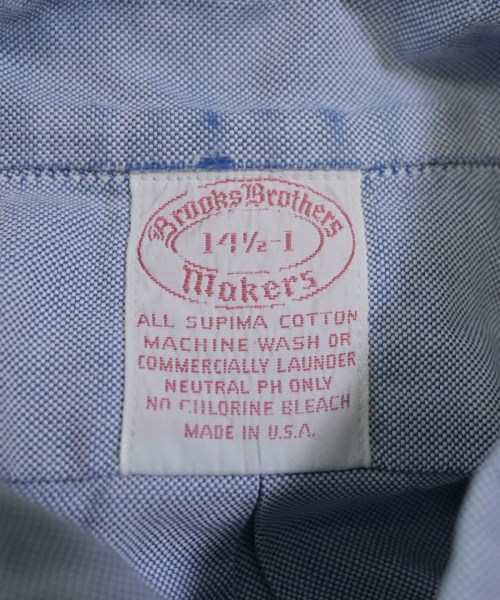 Brooks Brothers
14½-1
Makers
ALL SUPIMA COTTON
MACHINE WASH OR
COMMERCIALLY LAUNDER
NEUTRAL PH ONLY
NO CHLORINE BLEACH
MADE IN U.S.A.